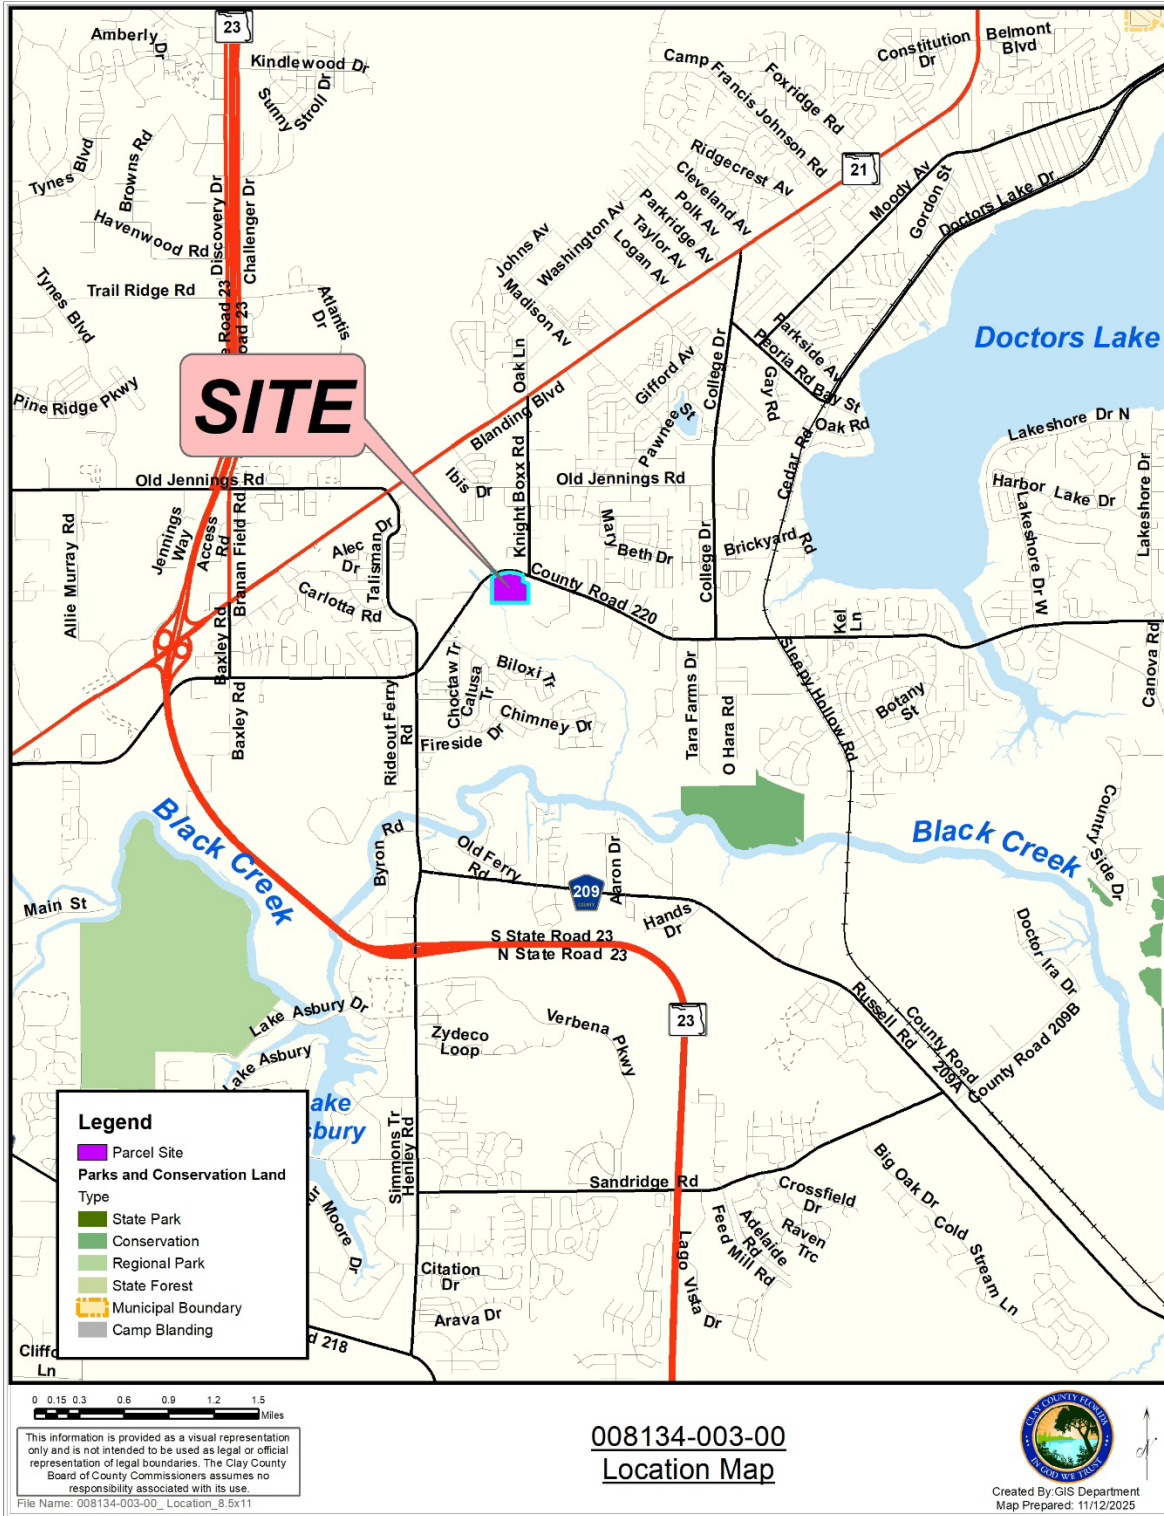 23
Amberly Dr
Kindlewood Dr
Sunny Stroll Dr
Tynes Blvd
Browns Rd
Havenwood Rd
Discovery Dr
Challenger Dr
Trail Ridge Rd
Tynes Blvd
Atlantis Dr
e Road 23
oad 23
Pine Ridge Pkwy
SITE
Camp Francis Johnson Rd
Foxridge Rd
Constitution Dr
Belmont Blvd
21
Ridgecrest Av
Cleveland Av
Polk Av
Parkridge Av
Taylor Av
Logan Av
Washington Av
Johns Av
Madison Av
Moody Av
Gordon St
Doctors Lake Dr
Doctors Lake
Parkside Av
Peoria Rd
Bay St
Gay Rd
Oak Rd
College Dr
Gifford Av
Pawnee St
Oak Ln
Blanding Blvd
Knight Boxx Rd
Ibis Dr
Old Jennings Rd
Old Jennings Rd
Cedar Rd
Lakeshore Dr N
Harbor Lake Dr
Lakeshore Dr W
Lakeshore Dr
Allie Murray Rd
Jennings Way
Access Rd
Branan Field Rd
Alec Dr
Talisman Dr
Carlotta Rd
Mary Beth Dr
College Dr
Brickyard Rd
County Road 220
Baxley Rd
Baxley Rd
Rideout Ferry Rd
Choctaw Tr
Calusa Tr
Biloxi Tr
Chimney Dr
Fireside Dr
Tara Farms Dr
O Hara Rd
Sleepy Hollow Rd
Kel Ln
Botany St
Canova Rd
Black Creek
Black Creek
Country Side Dr
Main St
Byron Rd
Old Ferry Rd
209
COUNTY
Aaron Dr
Hands Dr
S State Road 23
N State Road 23
23
Doctor Ira Dr
Russell Rd
County Road 209A
County Road 209B
Lake Asbury Dr
Lake Asbury
Zydeco Loop
Verbena Pkwy
ake
sbury
Simmons Tr
Henley Rd
Sandridge Rd
Crossfield Dr
Raven Trc
Adelaide Rd
Feed Mill Rd
Big Oak Dr
Cold Stream Ln
Lago Vista Dr
Moore Dr
Citation Dr
Arava Dr
d 218
Ln
Legend
Parcel Site
Parks and Conservation Land
Type
State Park
Conservation
Regional Park
State Forest
Municipal Boundary
Camp Blanding
0 0.15 0.3 0.6 0.9 1.2 1.5
Miles
This information is provided as a visual representation
only and is not intended to be used as legal or official
representation of legal boundaries. The Clay County
Board of County Commissioners assumes no
responsibility associated with its use.
File Name: 008134-003-00_ Location_8.5x11
008134-003-00
Location Map
CLAY COUNTY FLORIDA
IN GOD WE TRUST
N
Created By:GIS Department
Map Prepared: 11/12/2025